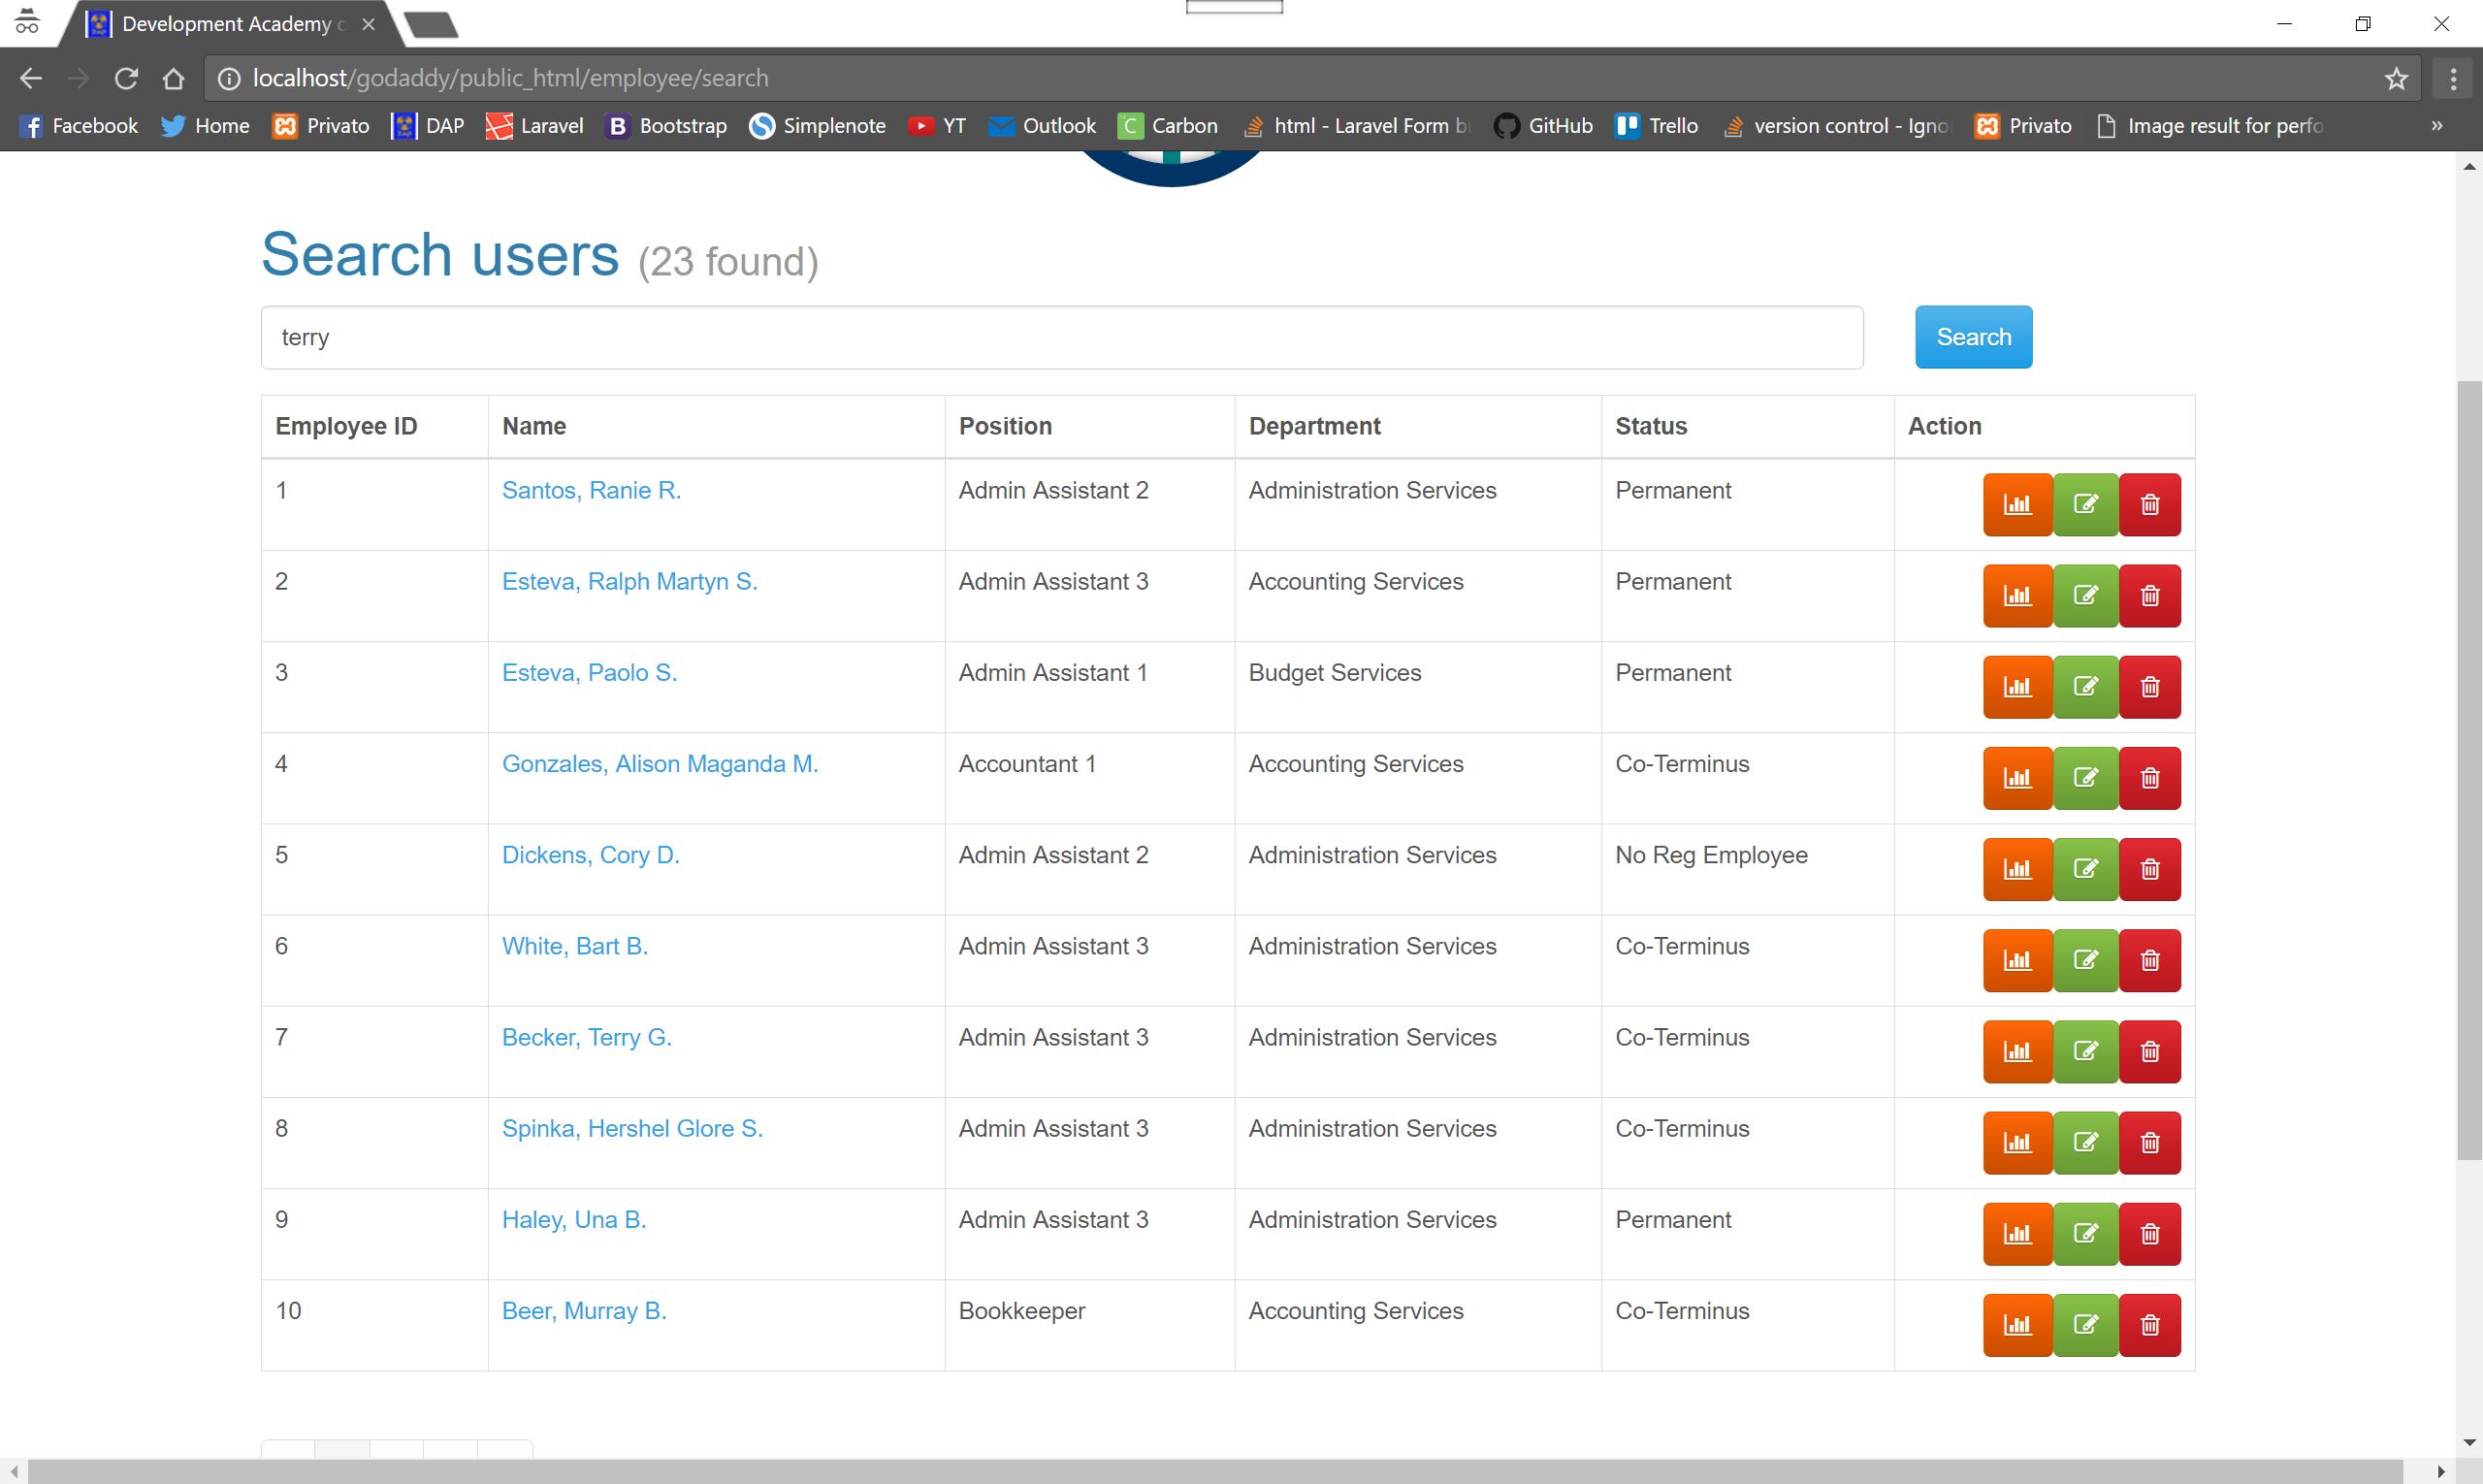 Development Academy
localhost/godaddy/public_html/employee/search
Facebook Home Privato DAP Laravel Bootstrap Simplenote YT Outlook Carbon html - Laravel Form GitHub Trello version control - Privato Image result for »
Search users (23 found)
terry Search
Employee ID Name Position Department Status Action
1 Santos, Ranie R. Admin Assistant 2 Administration Services Permanent
2 Esteva, Ralph Martyn S. Admin Assistant 3 Accounting Services Permanent
3 Esteva, Paolo S. Admin Assistant 1 Budget Services Permanent
4 Gonzales, Alison Maganda M. Accountant 1 Accounting Services Co-Terminus
5 Dickens, Cory D. Admin Assistant 2 Administration Services No Reg Employee
6 White, Bart B. Admin Assistant 3 Administration Services Co-Terminus
7 Becker, Terry G. Admin Assistant 3 Administration Services Co-Terminus
8 Spinka, Hershel Glore S. Admin Assistant 3 Administration Services Co-Terminus
9 Haley, Una B. Admin Assistant 3 Administration Services Permanent
10 Beer, Murray B. Bookkeeper Accounting Services Co-Terminus